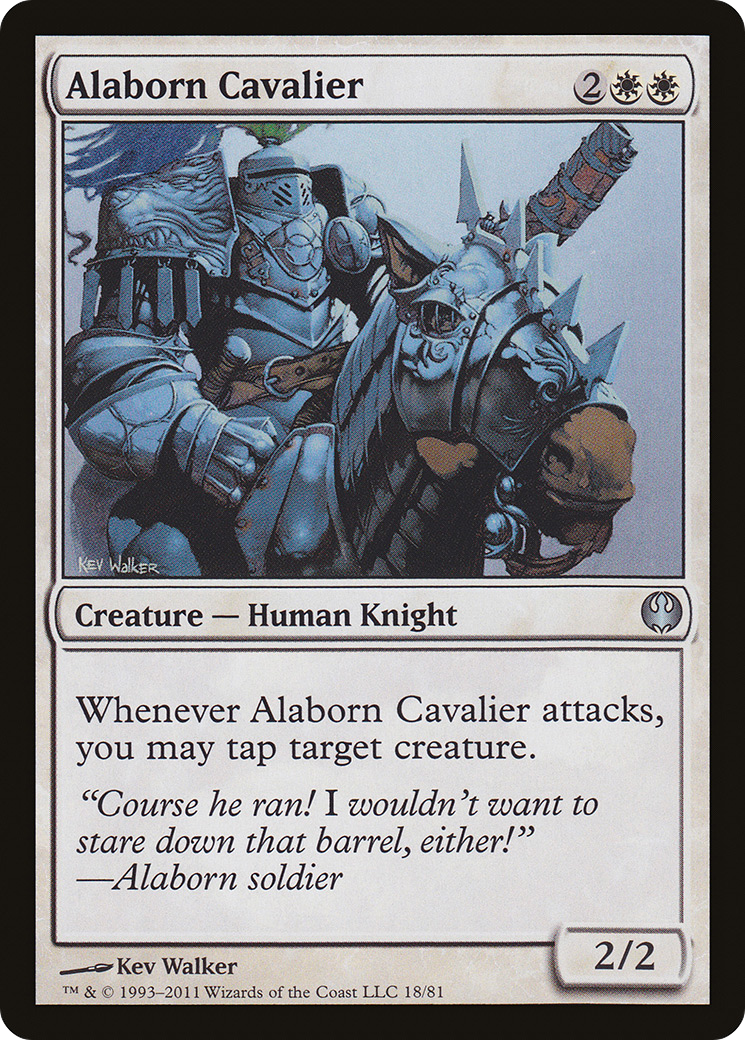 Alaborn Cavalier 2
KEV WALKER
Creature — Human Knight
Whenever Alaborn Cavalier attacks,
you may tap target creature.
“Course he ran! I wouldn’t want to
stare down that barrel, either!”
—Alaborn soldier
2/2
Kev Walker
™ & © 1993–2011 Wizards of the Coast LLC 18/81